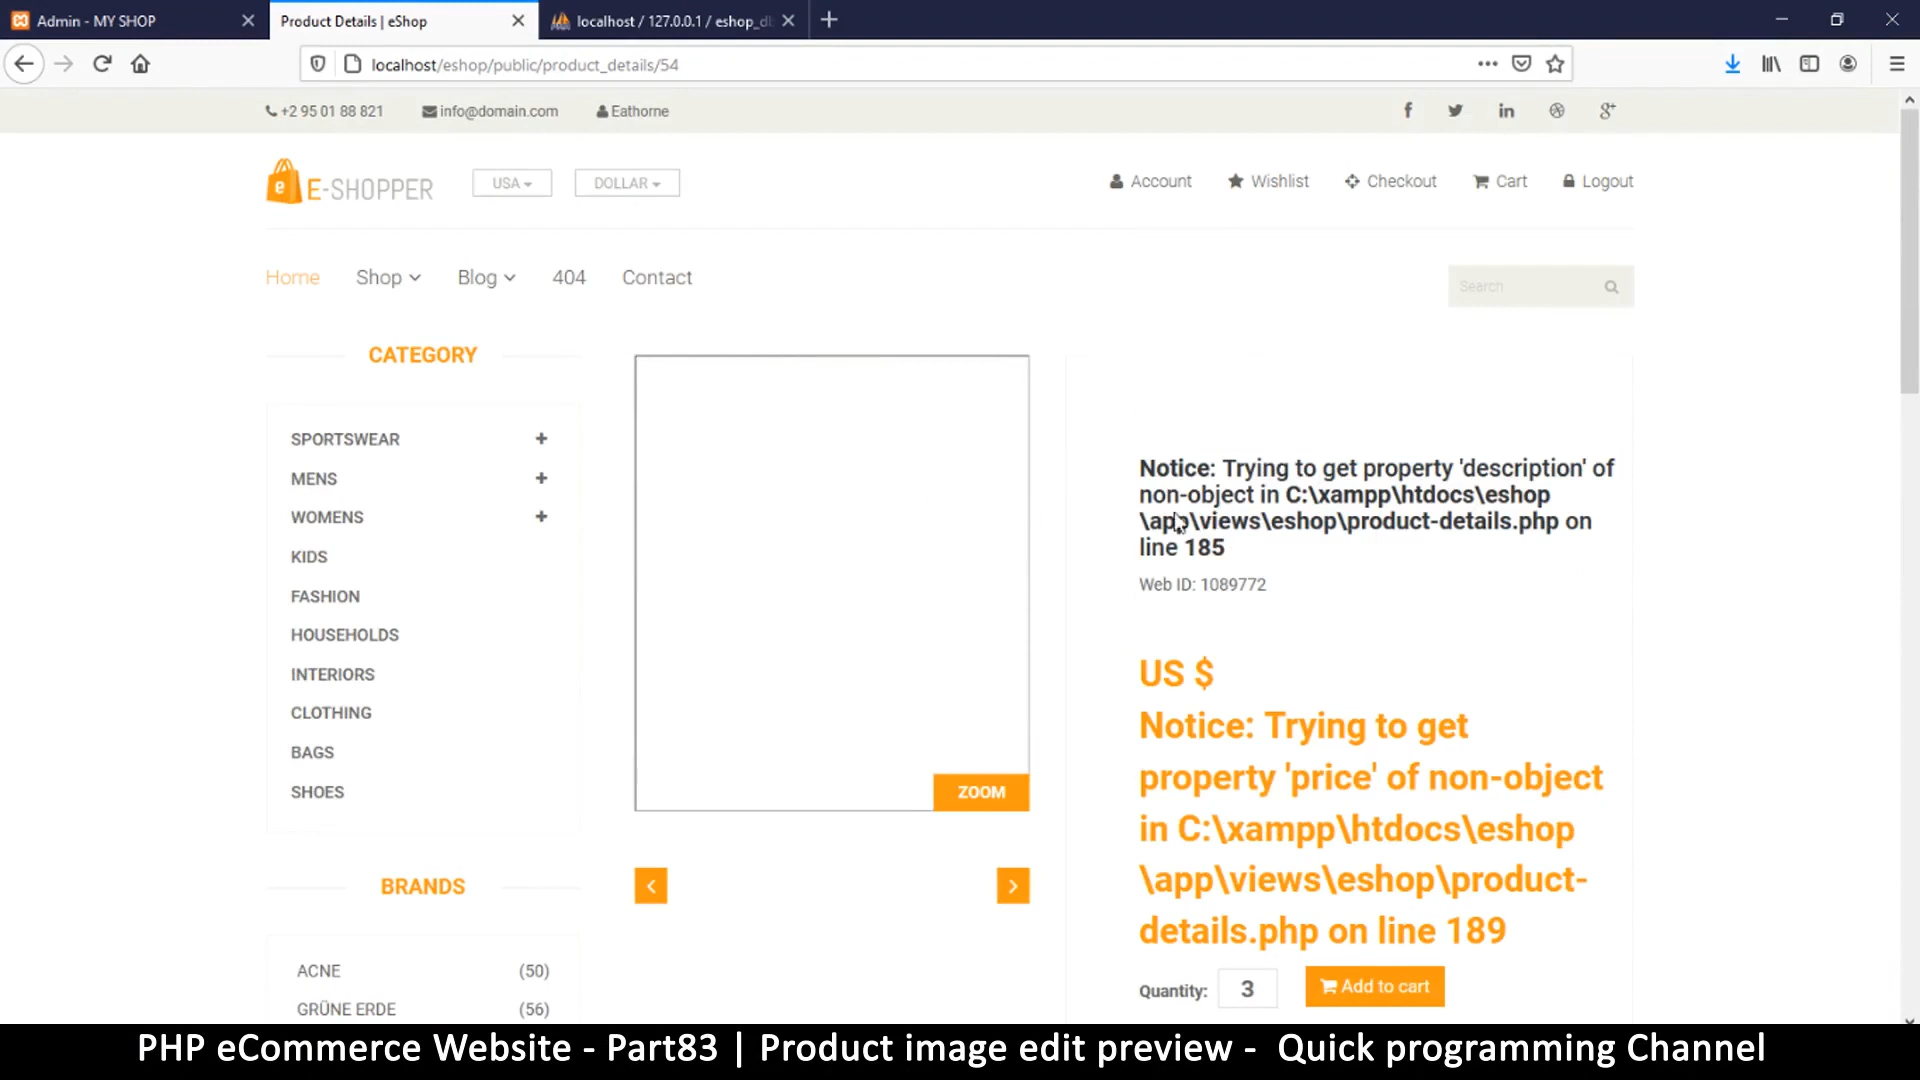 Admin - MY SHOP
Product Details | eShop
localhost / 127.0.0.1 / eshop_d
localhost/eshop/public/product_details/54
+2 95 01 88 821
info@domain.com
Eathorne
E-SHOPPER
USA
DOLLAR
Account
Wishlist
Checkout
Cart
Logout
Home
Shop
Blog
404
Contact
Search
CATEGORY
SPORTSWEAR
MENS
WOMENS
KIDS
FASHION
HOUSEHOLDS
INTERIORS
CLOTHING
BAGS
SHOES
BRANDS
ACNE (50)
GRÜNE ERDE (56)
ZOOM
Notice: Trying to get property 'description' of
non-object in C:\xampp\htdocs\eshop
\app\views\eshop\product-details.php on
line 185
Web ID: 1089772
US $
Notice: Trying to get
property 'price' of non-object
in C:\xampp\htdocs\eshop
\app\views\eshop\product-
details.php on line 189
Quantity: 3
Add to cart
PHP eCommerce Website - Part83 | Product image edit preview - Quick programming Channel